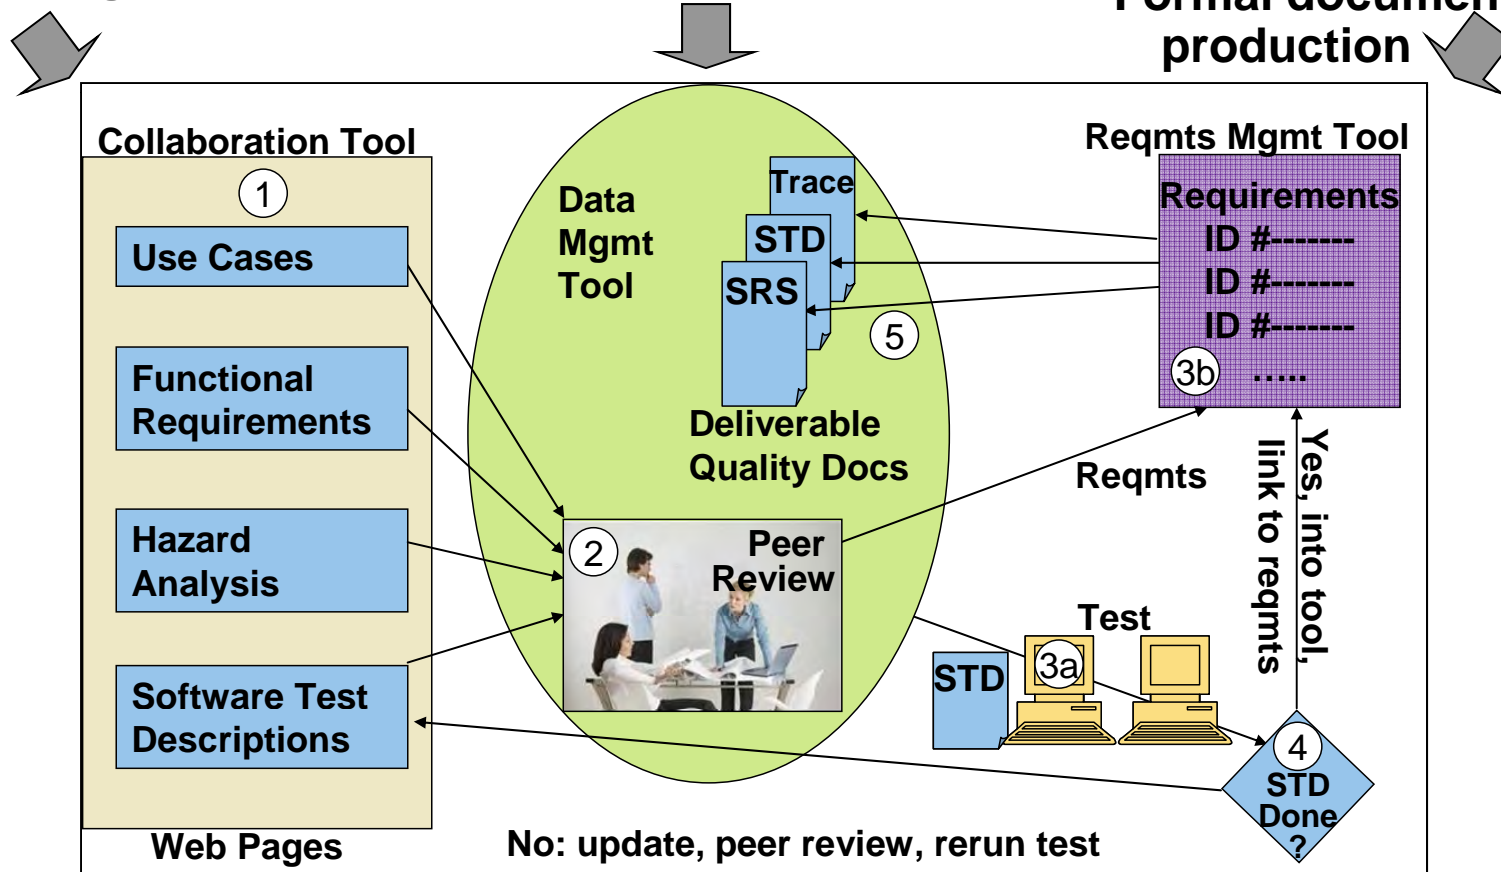 Formal documen
production
Collaboration Tool
1
Use Cases
Functional
Requirements
Hazard
Analysis
Software Test
Descriptions
Web Pages
Data
Mgmt
Tool
Trace
STD
SRS
5
Deliverable
Quality Docs
2
Peer
Review
Reqmts Mgmt Tool
Requirements
ID #-------
ID #-------
ID #-------
3b
.....
Reqmts
Yes, into tool,
link to reqmts
Test
STD
3a
4
STD
Done
?
No: update, peer review, rerun test